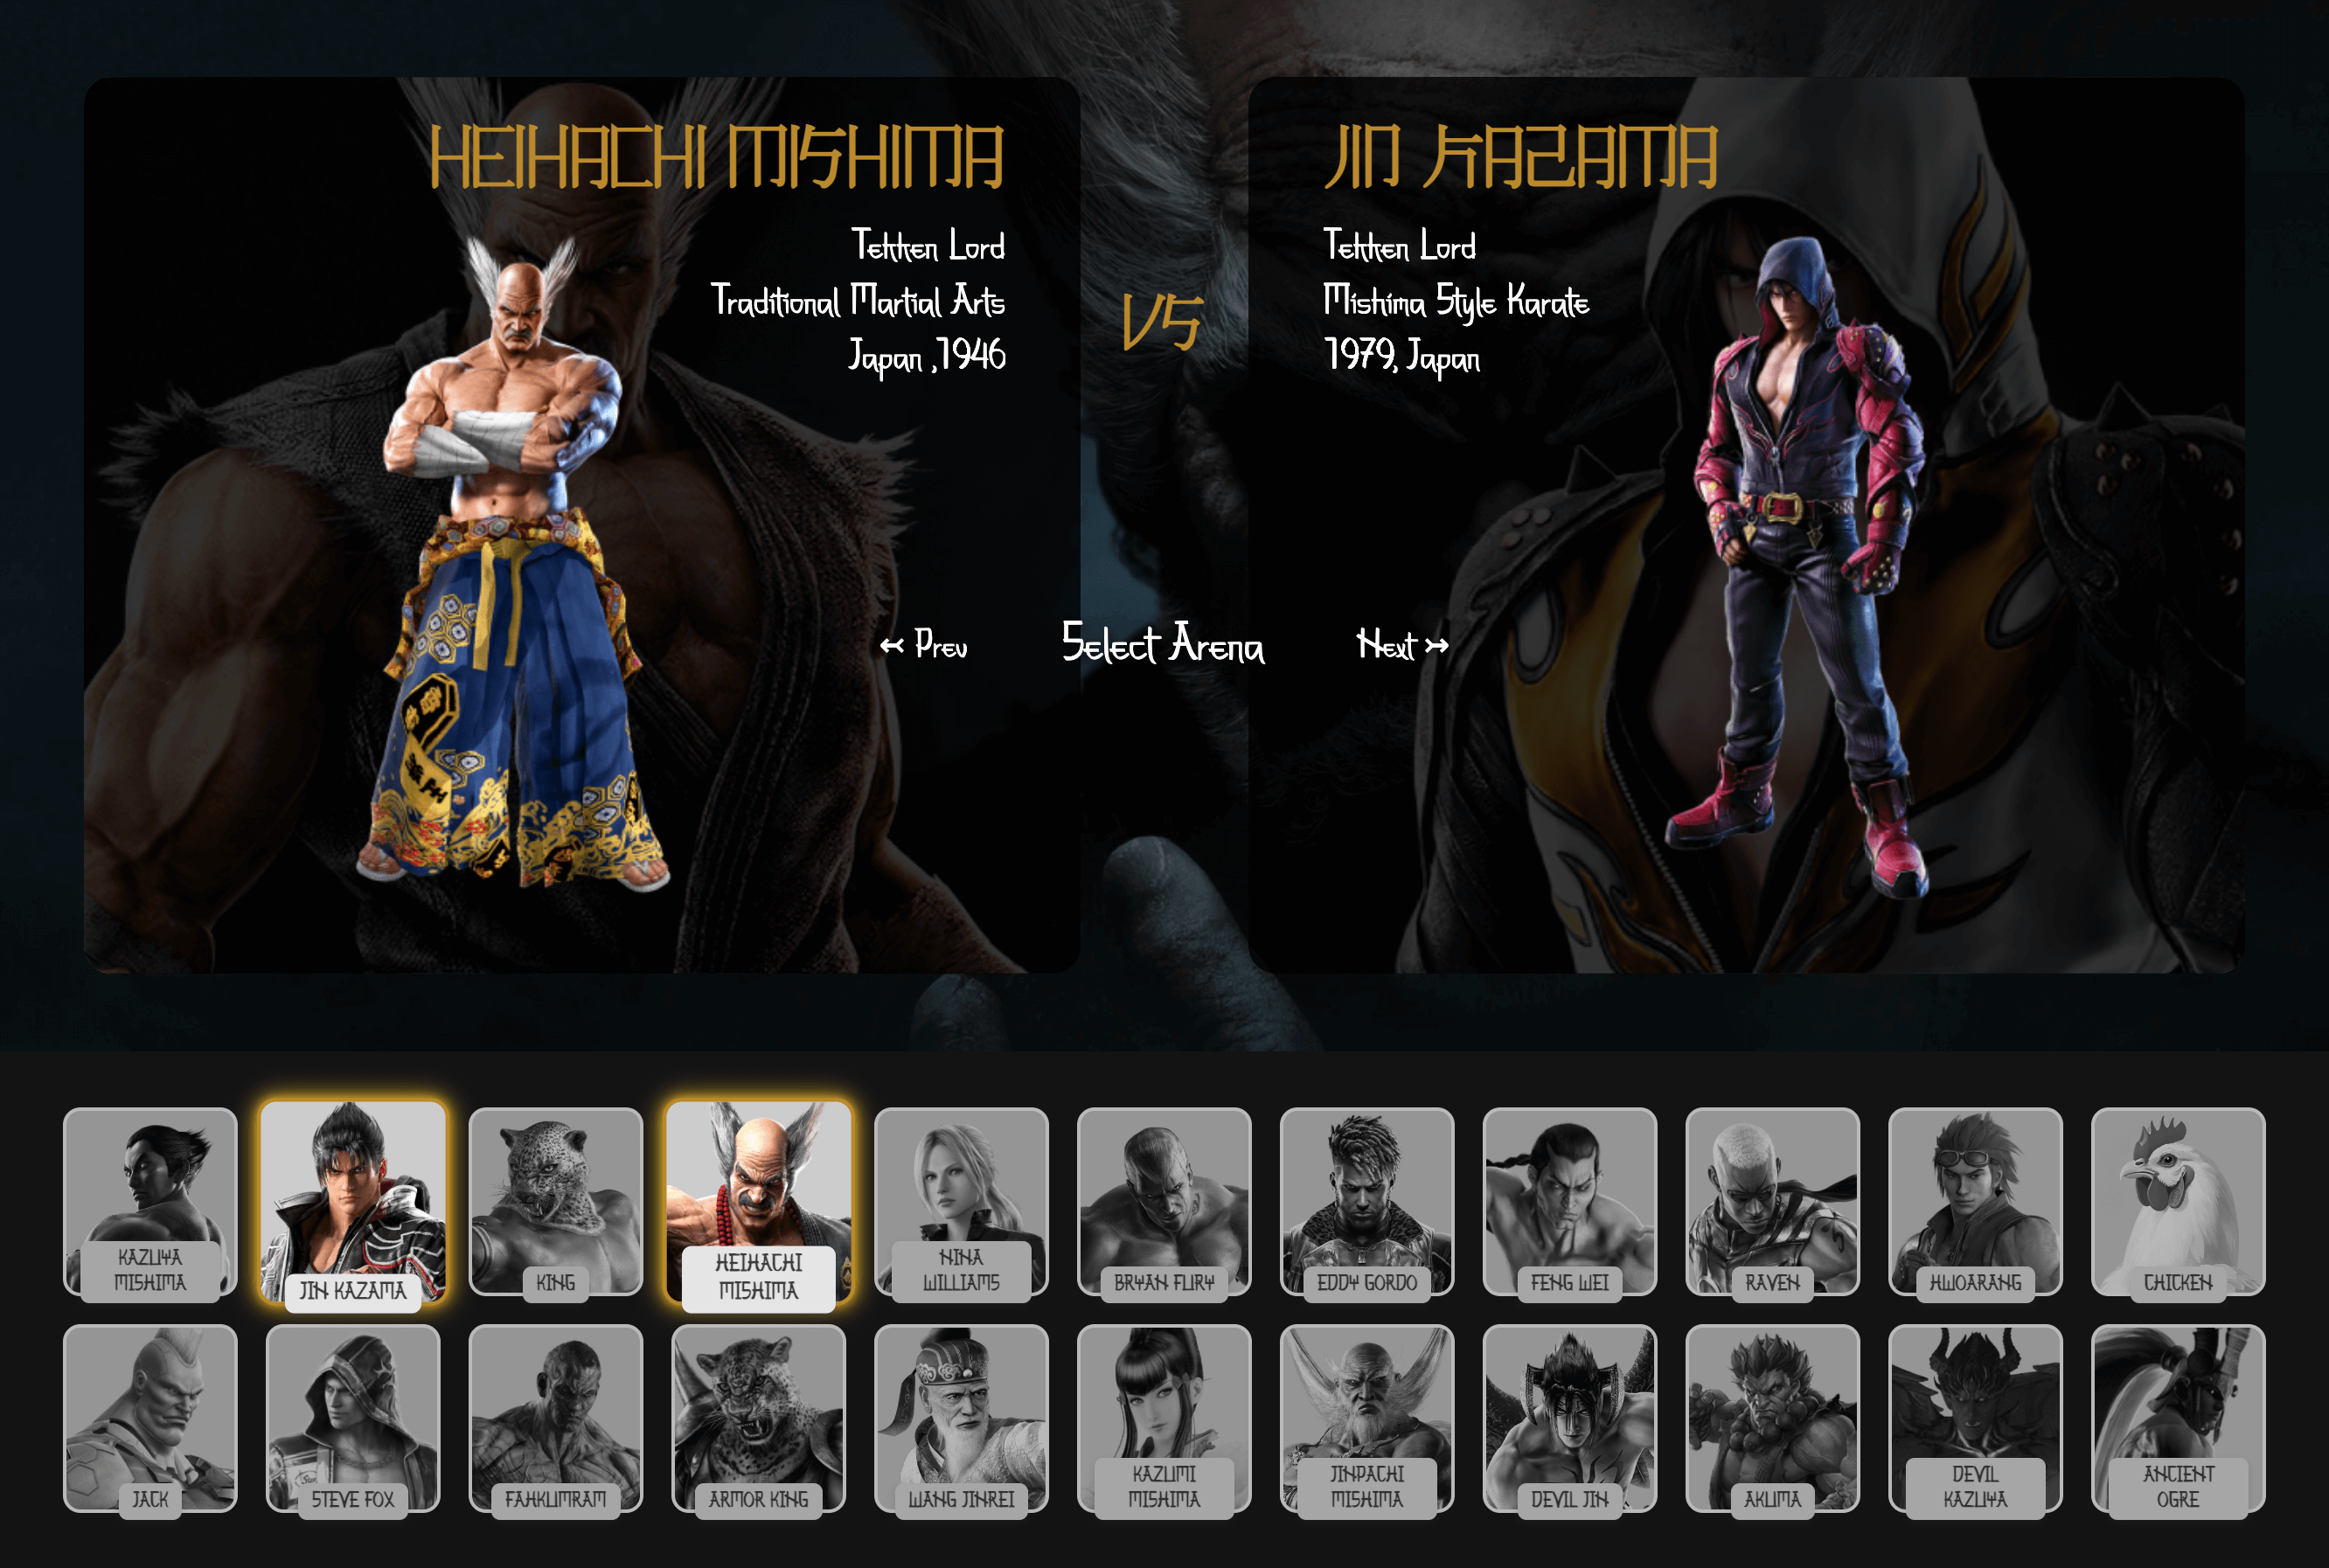 HEIHACHI MISHIMA
Tekken Lord
Traditional Martial Arts
Japan ,1946
VS
JIN KAZAMA
Tekken Lord
Mishima Style Karate
1979, Japan
Prev
Select Arena
Next
KAZUYA
MISHIMA
JIN KAZAMA
KING
HEIHACHI
MISHIMA
NINA
WILLIAMS
BRYAN FURY
EDDY GORDO
FENG WEI
RAVEN
HWOARANG
CHICKEN
JACK
STEVE FOX
FAHKUMRAM
ARMOR KING
WANG JINREI
KAZUMI
MISHIMA
JINPACHI
MISHIMA
DEVIL JIN
AKUMA
DEVIL
KAZUYA
ANCIENT
OGRE